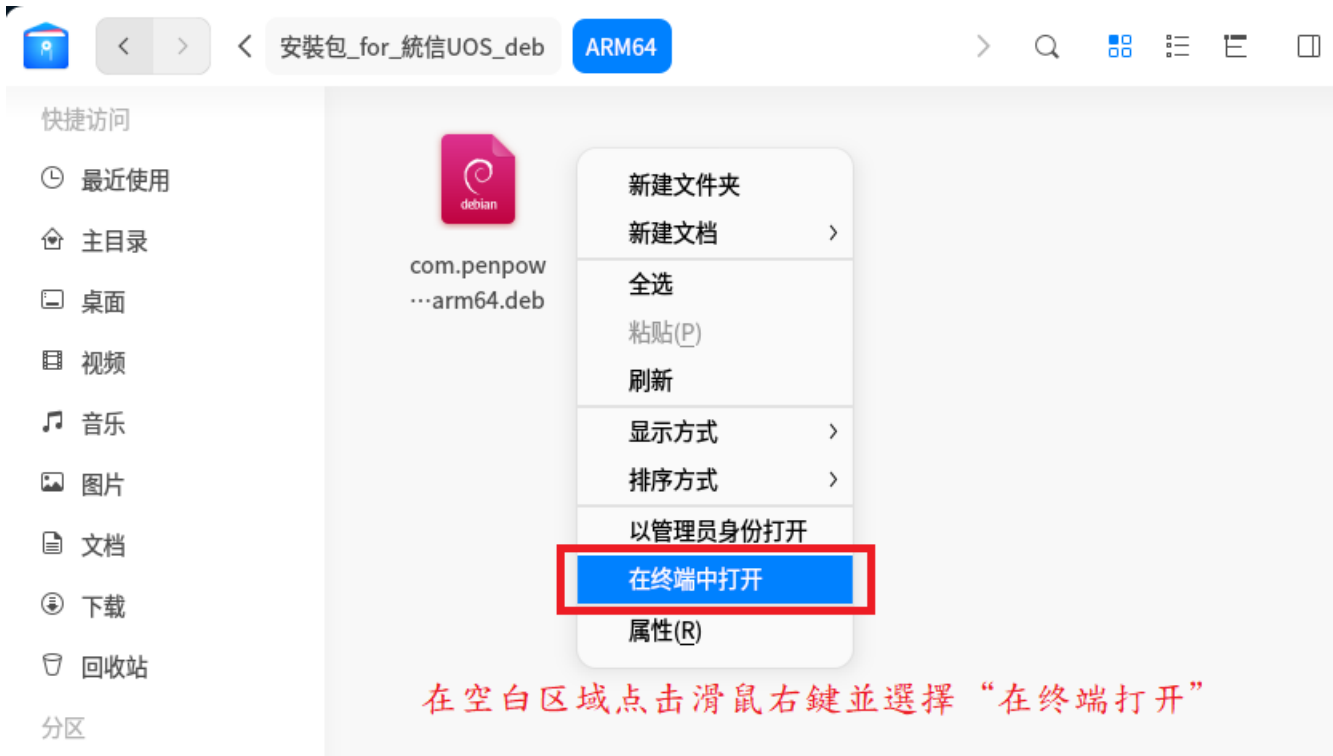 安裝包_for_統信UOS_deb
ARM64
快捷访问
最近使用
主目录
桌面
视频
音乐
图片
文档
下载
回收站
分区
debian
com.penpow
…arm64.deb
新建文件夹
新建文档
全选
粘贴(P)
刷新
显示方式
排序方式
以管理员身份打开
在终端中打开
属性(R)
在空白区域点击滑鼠右鍵並選擇“在终端打开”